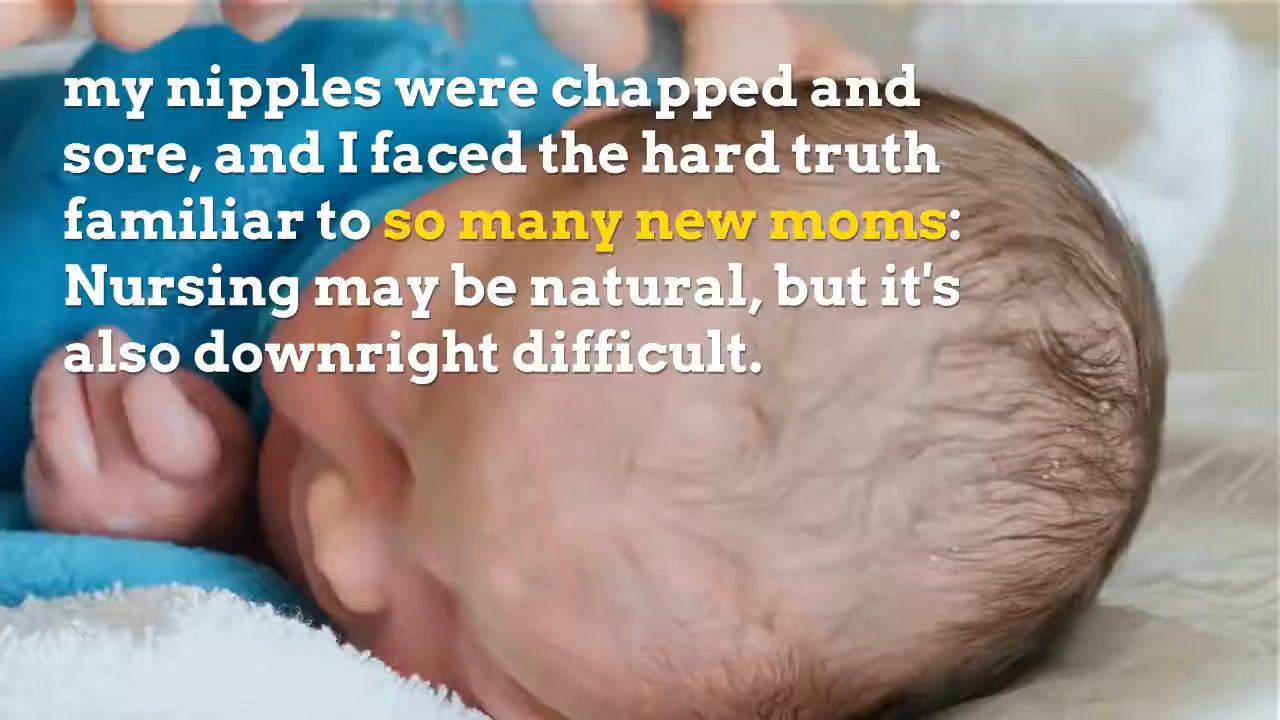 my nipples were chapped and
sore, and I faced the hard truth
familiar to so many new moms:
Nursing may be natural, but it's
also downright difficult.